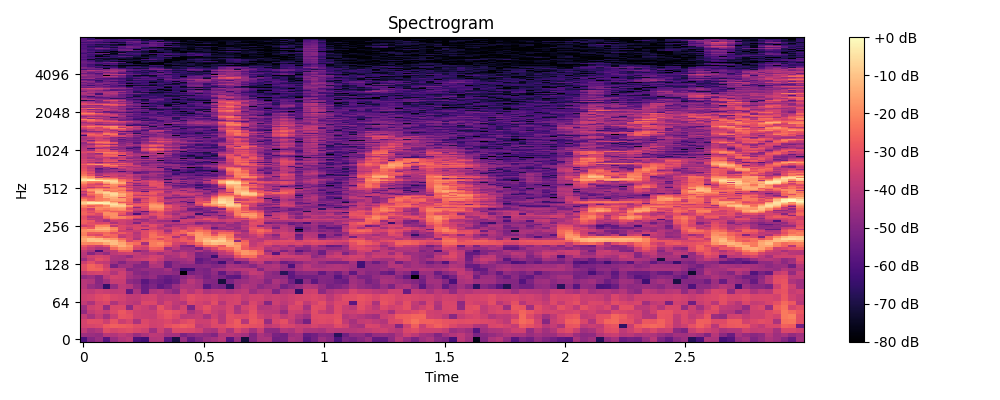 Spectrogram
Hz
4096
2048
1024
512
256
128
64
0
0
0.5
1
1.5
2
2.5
Time
+0 dB
-10 dB
-20 dB
-30 dB
-40 dB
-50 dB
-60 dB
-70 dB
-80 dB